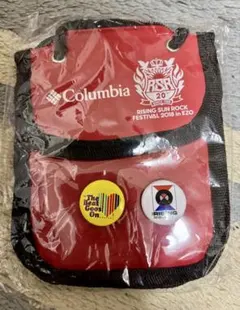 Columbia
RSR
20
RISING SUN ROCK
FESTIVAL 2018 in EZO
The
Beat
Goes
On